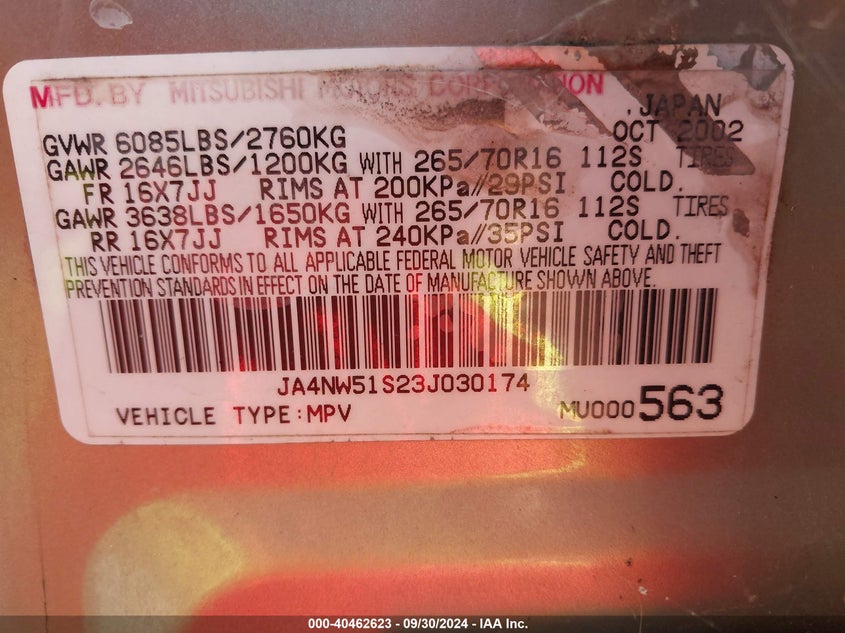 MFD. BY MITSUBISHI MOTORS CORPORATION
.JAPAN
GVWR 6085LBS/2760KG OCT 2002
GAWR 2646LBS/1200KG WITH 265/70R16 112S TIRES
FR 16X7JJ RIMS AT 200KPa//29PSI COLD.
GAWR 3638LBS/1650KG WITH 265/70R16 112S TIRES
RR 16X7JJ RIMS AT 240KPa//35PSI COLD.
THIS VEHICLE CONFORMS TO ALL APPLICABLE FEDERAL MOTOR VEHICLE SAFETY AND THEFT
PREVENTION STANDARDS IN EFFECT ON THE DATE OF MANUFACTURE SHOWN ABOVE.
JA4NW51S23J030174
VEHICLE TYPE:MPV MU000563
000-40462623 - 09/30/2024 - IAA Inc.